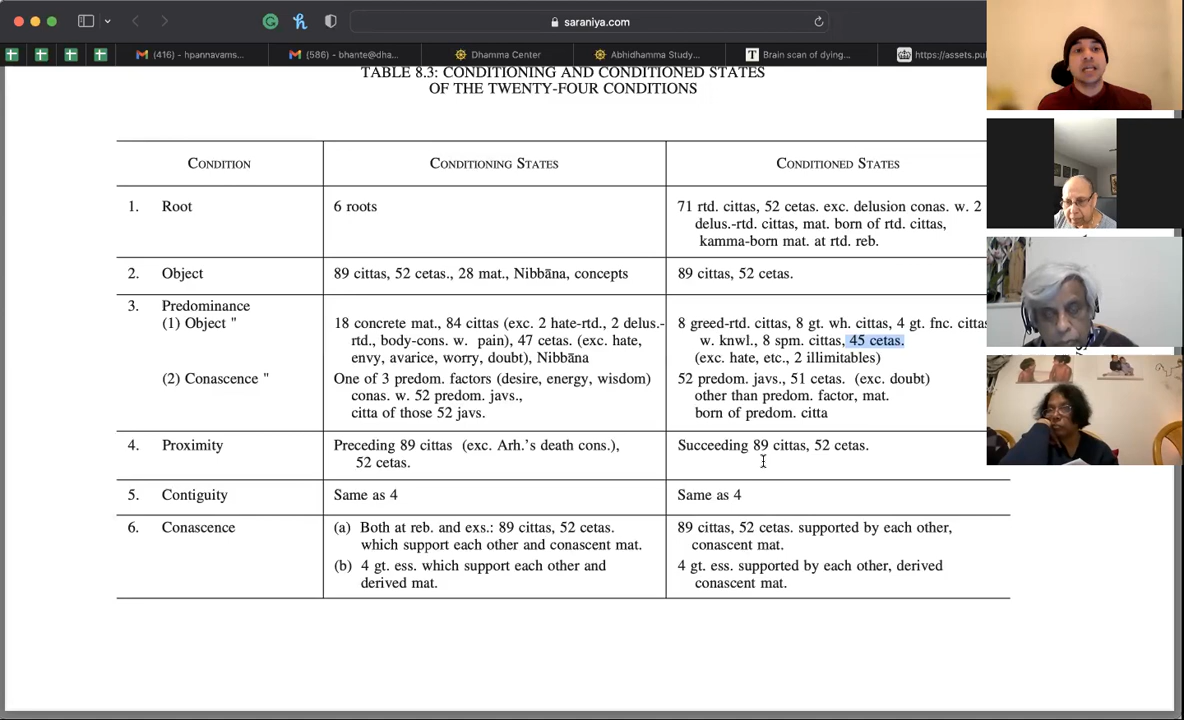 saraniya.com
(416) - hpannavams...
(586) - bhante@dha...
Dhamma Center
Abhidhamma Study...
T Brain scan of dying...
https://assets.pu
TABLE 8.3: CONDITIONING AND CONDITIONED STATES
OF THE TWENTY-FOUR CONDITIONS
CONDITION CONDITIONING STATES CONDITIONED STATES
1. Root 6 roots 71 rtd. cittas, 52 cetas. exc. delusion conas. w. 2
delus.-rtd. cittas, mat. born of rtd. cittas,
kamma-born mat. at rtd. reb.
2. Object 89 cittas, 52 cetas., 28 mat., Nibbāna, concepts 89 cittas, 52 cetas.
3. Predominance
(1) Object " 18 concrete mat., 84 cittas (exc. 2 hate-rtd., 2 delus.- 8 greed-rtd. cittas, 8 gt. wh. cittas, 4 gt. fnc. cittas
rtd., body-cons. w. pain), 47 cetas. (exc. hate, w. knwl., 8 spm. cittas, 45 cetas.
envy, avarice, worry, doubt), Nibbāna (exc. hate, etc., 2 illimitables)
(2) Conascence " One of 3 predom. factors (desire, energy, wisdom) 52 predom. javs., 51 cetas. (exc. doubt)
conas. w. 52 predom. javs., other than predom. factor, mat.
citta of those 52 javs. born of predom. citta
4. Proximity Preceding 89 cittas (exc. Arh.'s death cons.), Succeeding 89 cittas, 52 cetas.
52 cetas.
5. Contiguity Same as 4 Same as 4
6. Conascence (a) Both at reb. and exs.: 89 cittas, 52 cetas. 89 cittas, 52 cetas. supported by each other,
which support each other and conascent mat. conascent mat.
(b) 4 gt. ess. which support each other and 4 gt. ess. supported by each other, derived
derived mat. conascent mat.